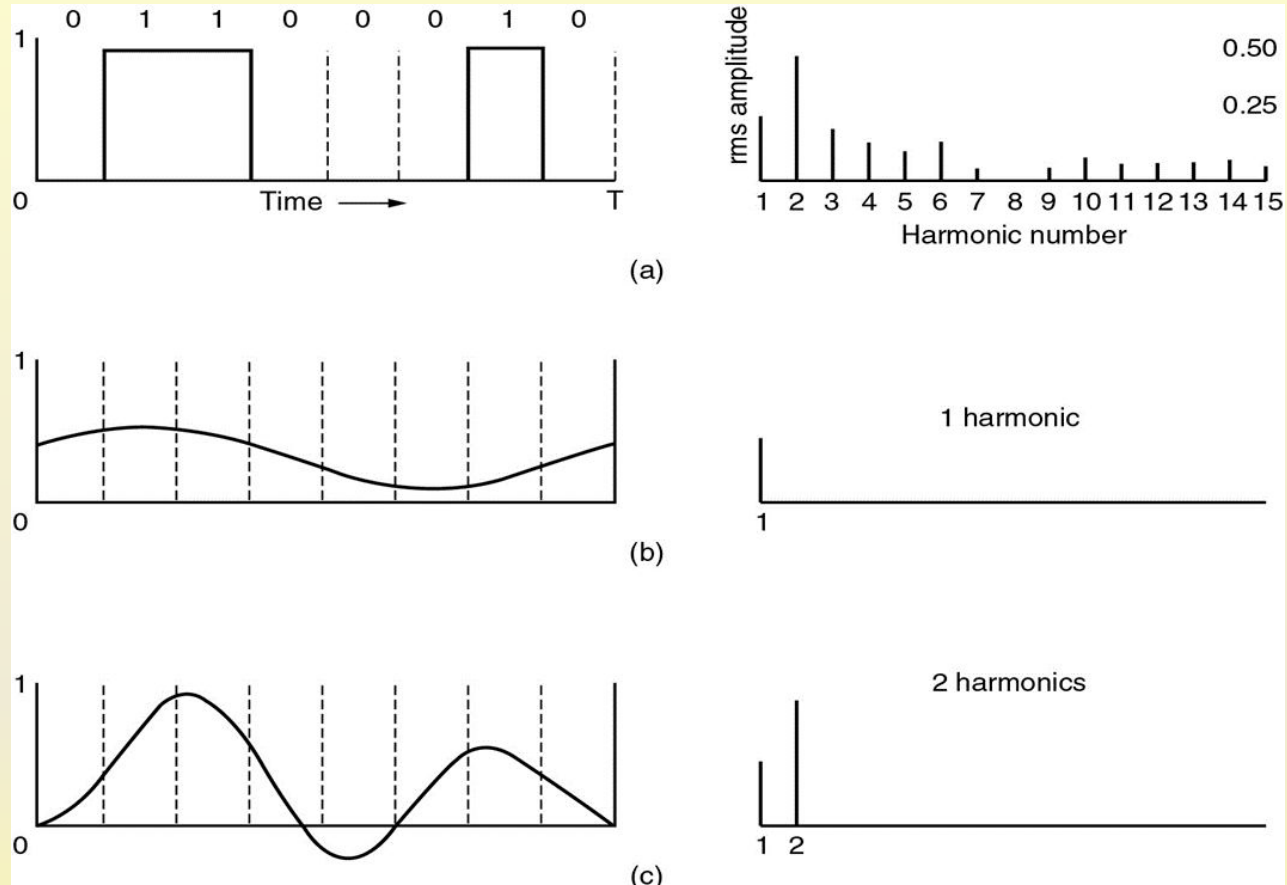 0 1 1 0 0 0 1 0
1
0
Time
T
rms amplitude
0.50
0.25
1 2 3 4 5 6 7 8 9 10 11 12 13 14 15
Harmonic number
(a)
1
0
1 harmonic
1
(b)
1
0
2 harmonics
1 2
(c)